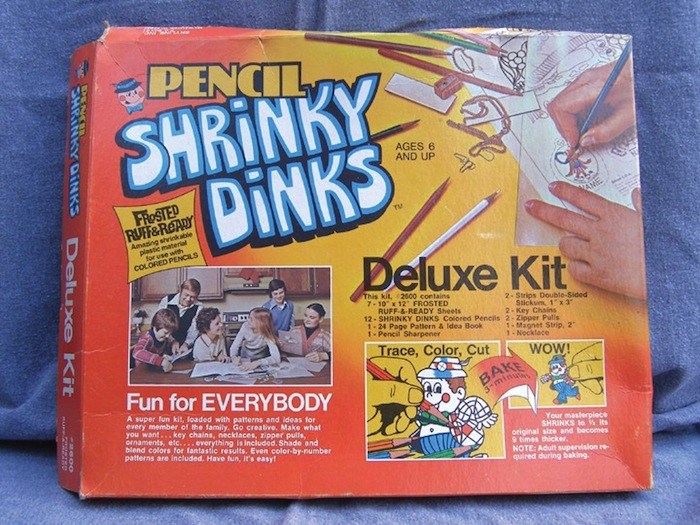 PENCIL
SHRiNKY
DiNKS
TM
AGES 6
AND UP
FROSTED
RUFF & READY
Amazing shrinkable
plastic material
for use with
COLORED PENCILS
Deluxe Kit
This kit, #2600 contains
7 - 10" x 12" FROSTED
RUFF-&-READY Sheets
12 - SHRINKY DINKS Colored Pencils
1 - 24 Page Pattern & Idea Book
1 - Pencil Sharpener
2 - Strips Double-Sided
Stickum, 1" x 3"
2 - Key Chains
2 - Zipper Pulls
1 - Magnet Strip, 2"
1 - Necklace
Trace, Color, Cut
BAKE
3-minutes
WOW!
Your masterpiece
SHRINKS to ⅓ its
original size and becomes
9 times thicker.
NOTE: Adult supervision re-
quired during baking.
Fun for EVERYBODY
A super fun kit, loaded with patterns and ideas for
every member of the family. Go creative. Make what
you want . . . key chains, necklaces, zipper pulls,
ornaments, etc. . . . everything is included. Shade and
blend colors for fantastic results. Even color-by-number
patterns are included. Have fun, it's easy!
NAME
PENCIL
SHRiNKY DiNKS
Deluxe Kit
#2600